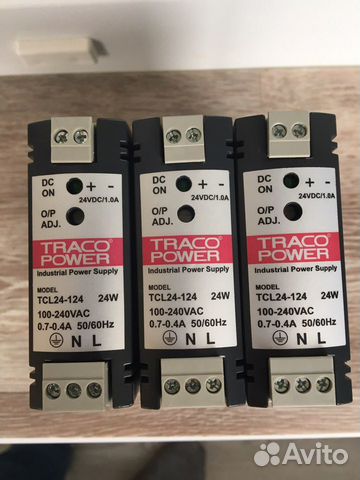 DC ON + -
24VDC/1.0A
O/P ADJ.
TRACO POWER
Industrial Power Supply
MODEL
TCL24-124 24W
100-240VAC
0.7-0.4A 50/60Hz
N L
DC ON + -
24VDC/1.0A
O/P ADJ.
TRACO POWER
Industrial Power Supply
MODEL
TCL24-124 24W
100-240VAC
0.7-0.4A 50/60Hz
N L
DC ON + -
24VDC/1.0A
O/P ADJ.
TRACO POWER
Industrial Power Supply
MODEL
TCL24-124 24W
100-240VAC
0.7-0.4A 50/60Hz
N L
Avito